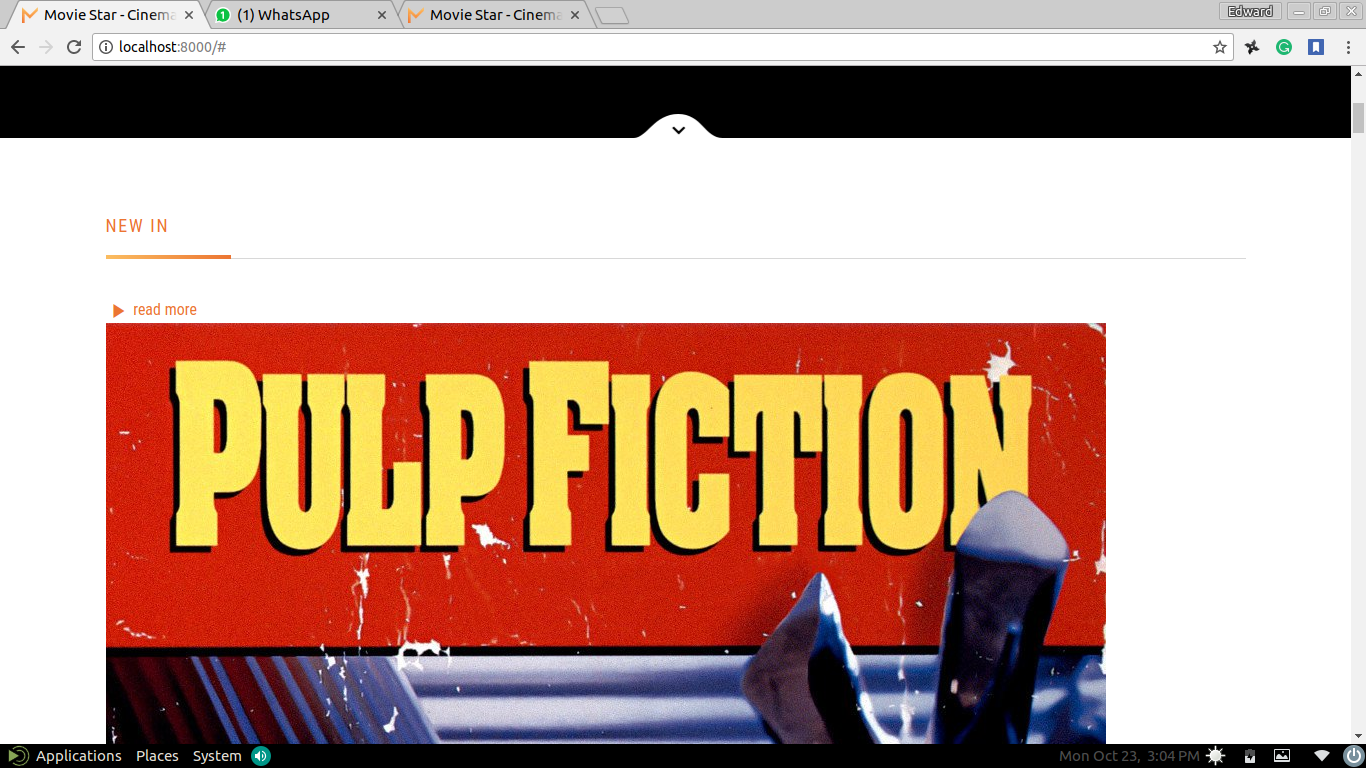 Movie Star - Cinema
(1) WhatsApp
Movie Star - Cinema
Edward
localhost:8000/#
NEW IN
read more
PULP FICTION
Applications Places System
Mon Oct 23, 3:04 PM